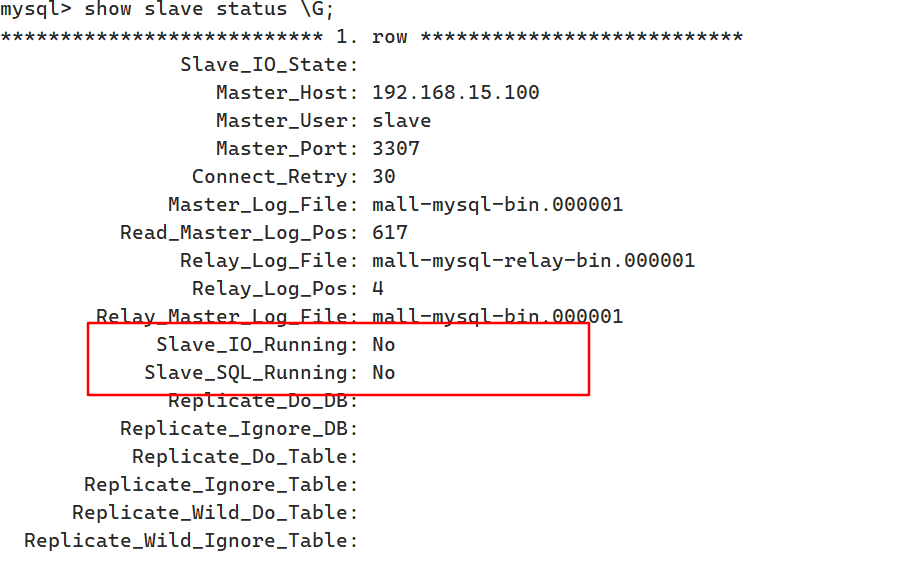 mysql> show slave status \G;
*************************** 1. row ***************************
Slave_IO_State:
Master_Host: 192.168.15.100
Master_User: slave
Master_Port: 3307
Connect_Retry: 30
Master_Log_File: mall-mysql-bin.000001
Read_Master_Log_Pos: 617
Relay_Log_File: mall-mysql-relay-bin.000001
Relay_Log_Pos: 4
Relay_Master_Log_File: mall-mysql-bin.000001
Slave_IO_Running: No
Slave_SQL_Running: No
Replicate_Do_DB:
Replicate_Ignore_DB:
Replicate_Do_Table:
Replicate_Ignore_Table:
Replicate_Wild_Do_Table:
Replicate_Wild_Ignore_Table: